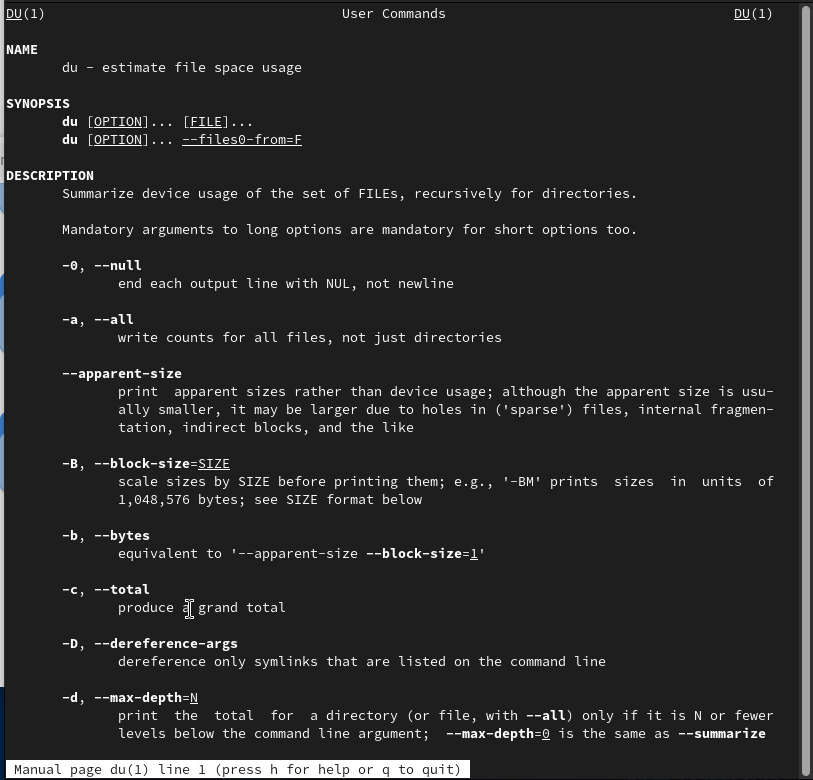 DU(1) User Commands DU(1)
NAME
du - estimate file space usage
SYNOPSIS
du [OPTION]... [FILE]...
du [OPTION]... --files0-from=F
DESCRIPTION
Summarize device usage of the set of FILEs, recursively for directories.
Mandatory arguments to long options are mandatory for short options too.
-0, --null
end each output line with NUL, not newline
-a, --all
write counts for all files, not just directories
--apparent-size
print apparent sizes rather than device usage; although the apparent size is usu-
ally smaller, it may be larger due to holes in ('sparse') files, internal fragmen-
tation, indirect blocks, and the like
-B, --block-size=SIZE
scale sizes by SIZE before printing them; e.g., '-BM' prints sizes in units of
1,048,576 bytes; see SIZE format below
-b, --bytes
equivalent to '--apparent-size --block-size=1'
-c, --total
produce a grand total
-D, --dereference-args
dereference only symlinks that are listed on the command line
-d, --max-depth=N
print the total for a directory (or file, with --all) only if it is N or fewer
levels below the command line argument; --max-depth=0 is the same as --summarize
Manual page du(1) line 1 (press h for help or q to quit)